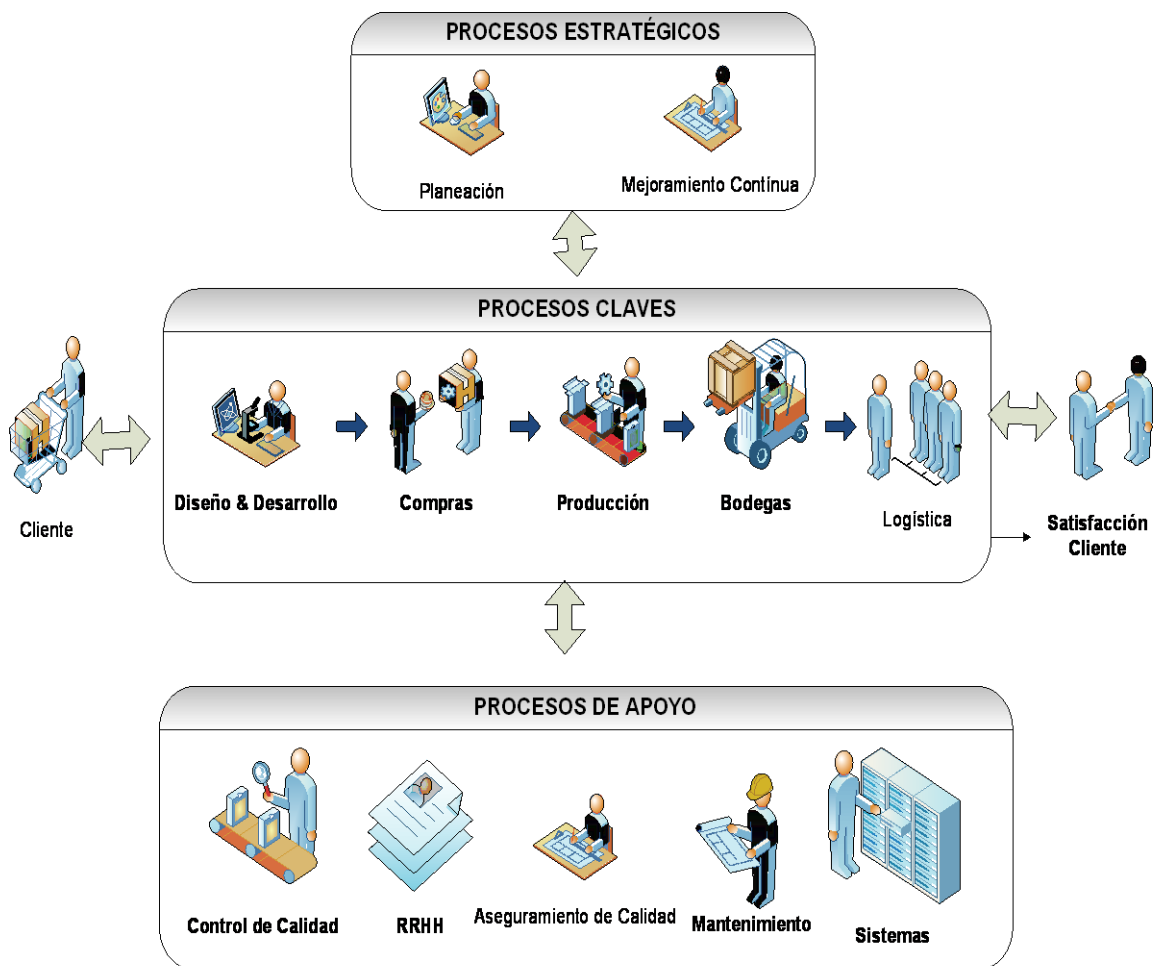 PROCESOS ESTRATÉGICOS
Planeación
Mejoramiento Contínua
PROCESOS CLAVES
Cliente
Diseño & Desarrollo
Compras
Producción
Bodegas
Logística
Satisfacción
Cliente
PROCESOS DE APOYO
Control de Calidad
RRHH
Aseguramiento de Calidad
Mantenimiento
Sistemas